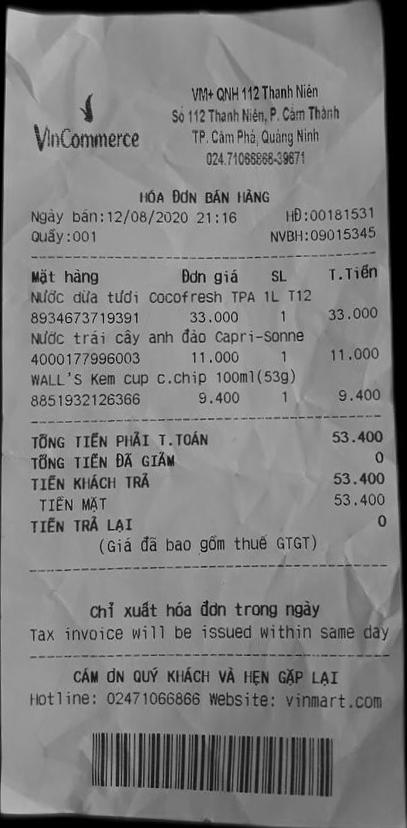 VinCommerce
VM+ QNH 112 Thanh Niên
Số 112 Thanh Niên, P. Cẩm Thành
TP. Cẩm Phả, Quảng Ninh
024.71066866-39671
HÓA ĐƠN BÁN HÀNG
Ngày bán:12/08/2020 21:16 HĐ:00181531
Quầy:001 NVBH:09015345
Mặt hàng Đơn giá SL T.Tiền
Nước dừa tươi Cocofresh TPA 1L T12
8934673719391 33.000 1 33.000
Nước trái cây anh đào Capri-Sonne
4000177996003 11.000 1 11.000
WALL'S Kem cup c.chip 100ml(53g)
8851932126366 9.400 1 9.400
TỔNG TIỀN PHẢI T.TOÁN 53.400
TỔNG TIỀN ĐÃ GIẢM 0
TIỀN KHÁCH TRẢ 53.400
TIỀN MẶT 53.400
TIỀN TRẢ LẠI 0
(Giá đã bao gồm thuế GTGT)
Chỉ xuất hóa đơn trong ngày
Tax invoice will be issued within same day
CẢM ƠN QUÝ KHÁCH VÀ HẸN GẶP LẠI
Hotline: 02471066866 Website: vinmart.com